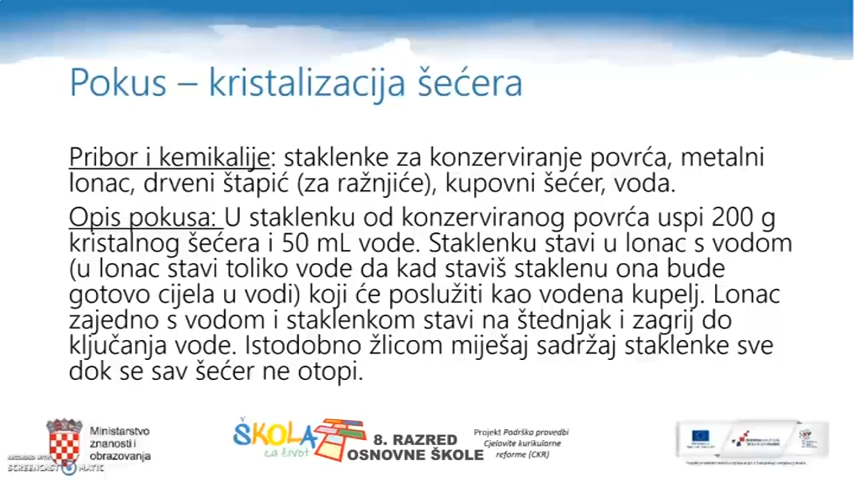 Pokus – kristalizacija šećera
Pribor i kemikalije: staklenke za konzerviranje povrća, metalni
lonac, drveni štapić (za ražnjiće), kupovni šećer, voda.
Opis pokusa: U staklenku od konzerviranog povrća uspi 200 g
kristalnog šećera i 50 mL vode. Staklenku stavi u lonac s vodom
(u lonac stavi toliko vode da kad staviš staklenu ona bude
gotovo cijela u vodi) koji će poslužiti kao vodena kupelj. Lonac
zajedno s vodom i staklenkom stavi na štednjak i zagrij do
ključanja vode. Istodobno žlicom miješaj sadržaj staklenke sve
dok se sav šećer ne otopi.
Ministarstvo
znanosti i
obrazovanja
RECORDED WITH
SCREENCAST MATIC
ŠKOLA
za život
8. RAZRED
OSNOVNE ŠKOLE
Projekt Podrška provedbi
Cjelovite kurikularne
reforme (CKR)